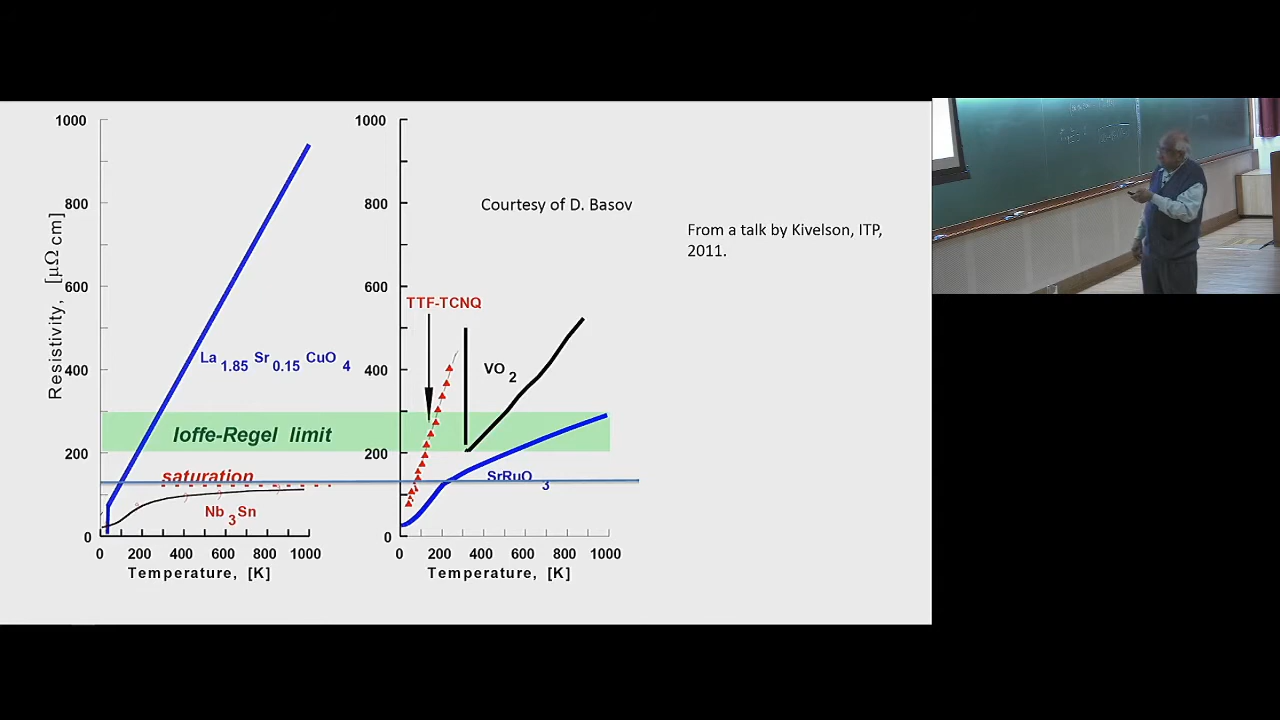 1000
800
600
400
200
0
Resistivity, [μΩcm]
La 1.85 Sr 0.15 CuO 4
Ioffe-Regel limit
saturation
Nb 3 Sn
0 200 400 600 800 1000
Temperature, [K]
1000
800
600
400
200
0
Courtesy of D. Basov
TTF-TCNQ
VO 2
SrRuO 3
0 200 400 600 800 1000
Temperature, [K]
From a talk by Kivelson, ITP,
2011.